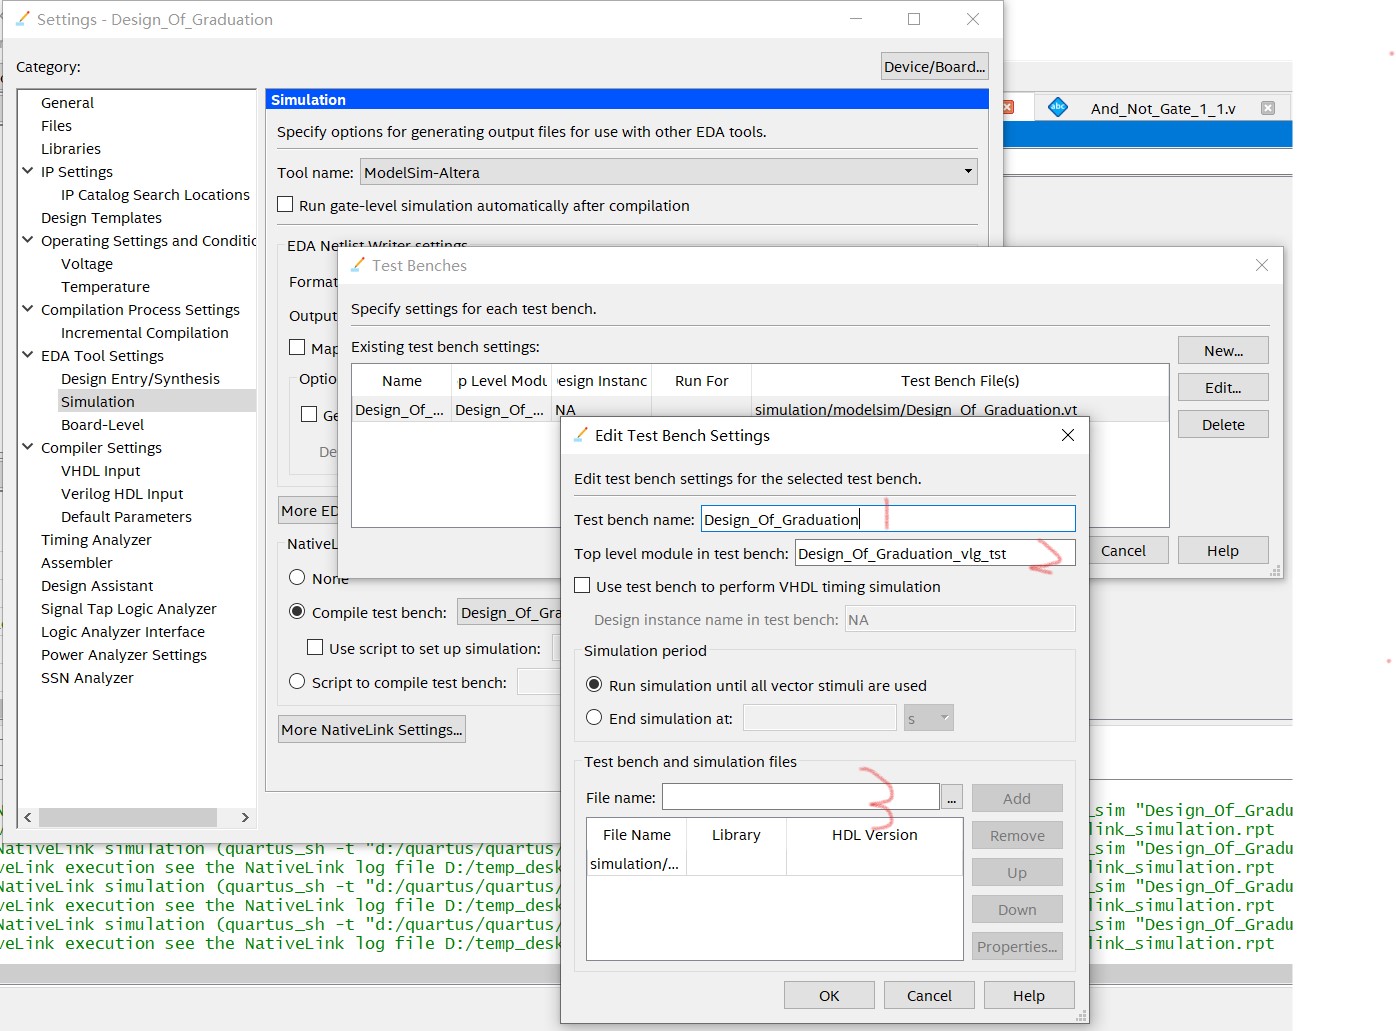 Settings - Design_Of_Graduation
Category:
Device/Board...
General
Files
Libraries
IP Settings
IP Catalog Search Locations
Design Templates
Operating Settings and Conditic
Voltage
Temperature
Compilation Process Settings
Incremental Compilation
EDA Tool Settings
Design Entry/Synthesis
Simulation
Board-Level
Compiler Settings
VHDL Input
Verilog HDL Input
Default Parameters
Timing Analyzer
Assembler
Design Assistant
Signal Tap Logic Analyzer
Logic Analyzer Interface
Power Analyzer Settings
SSN Analyzer
Simulation
Specify options for generating output files for use with other EDA tools.
Tool name: ModelSim-Altera
Run gate-level simulation automatically after compilation
EDA Netlist Writer settings
Format
Output
Map
Optio
Ge
De
More ED
NativeL
None
Compile test bench: Design_Of_Gra
Use script to set up simulation:
Script to compile test bench:
More NativeLink Settings...
abc And_Not_Gate_1_1.v
Test Benches
Specify settings for each test bench.
Existing test bench settings:
Name p Level Modu esign Instanc Run For Test Bench File(s)
Design_Of_... Design_Of_... NA simulation/modelsim/Design_Of_Graduation.vt
New...
Edit...
Delete
Cancel Help
Edit Test Bench Settings
Edit test bench settings for the selected test bench.
Test bench name: Design_Of_Graduation 1
Top level module in test bench: Design_Of_Graduation_vlg_tst 2
Use test bench to perform VHDL timing simulation
Design instance name in test bench: NA
Simulation period
Run simulation until all vector stimuli are used
End simulation at: s
Test bench and simulation files
File name: 3 ... Add
File Name Library HDL Version
simulation/...
Remove
Up
Down
Properties...
OK Cancel Help
_sim "Design_Of_Gradu
link_simulation.rpt
NativeLink simulation (quartus_sh -t "d:/quartus/quartus/ _sim "Design_Of_Gradu
veLink execution see the NativeLink log file D:/temp_desk link_simulation.rpt
NativeLink simulation (quartus_sh -t "d:/quartus/quartus/ _sim "Design_Of_Gradu
veLink execution see the NativeLink log file D:/temp_desk link_simulation.rpt
NativeLink simulation (quartus_sh -t "d:/quartus/quartus/ _sim "Design_Of_Gradu
veLink execution see the NativeLink log file D:/temp_desk link_simulation.rpt